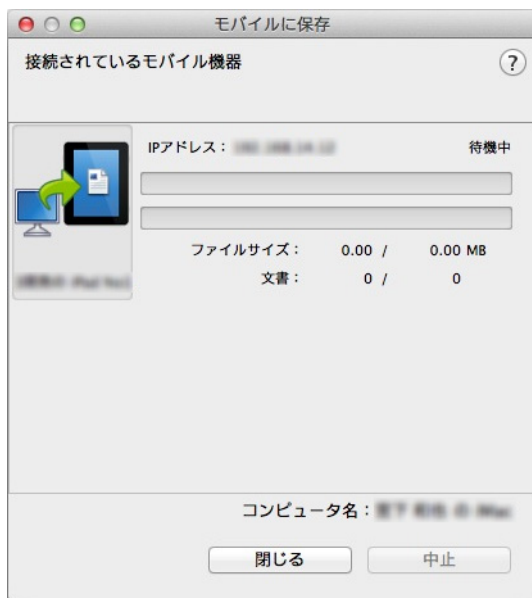 モバイルに保存
接続されているモバイル機器
?
IPアドレス：
待機中
ファイルサイズ： 0.00 / 0.00 MB
文書： 0 / 0
コンピュータ名：
閉じる
中止